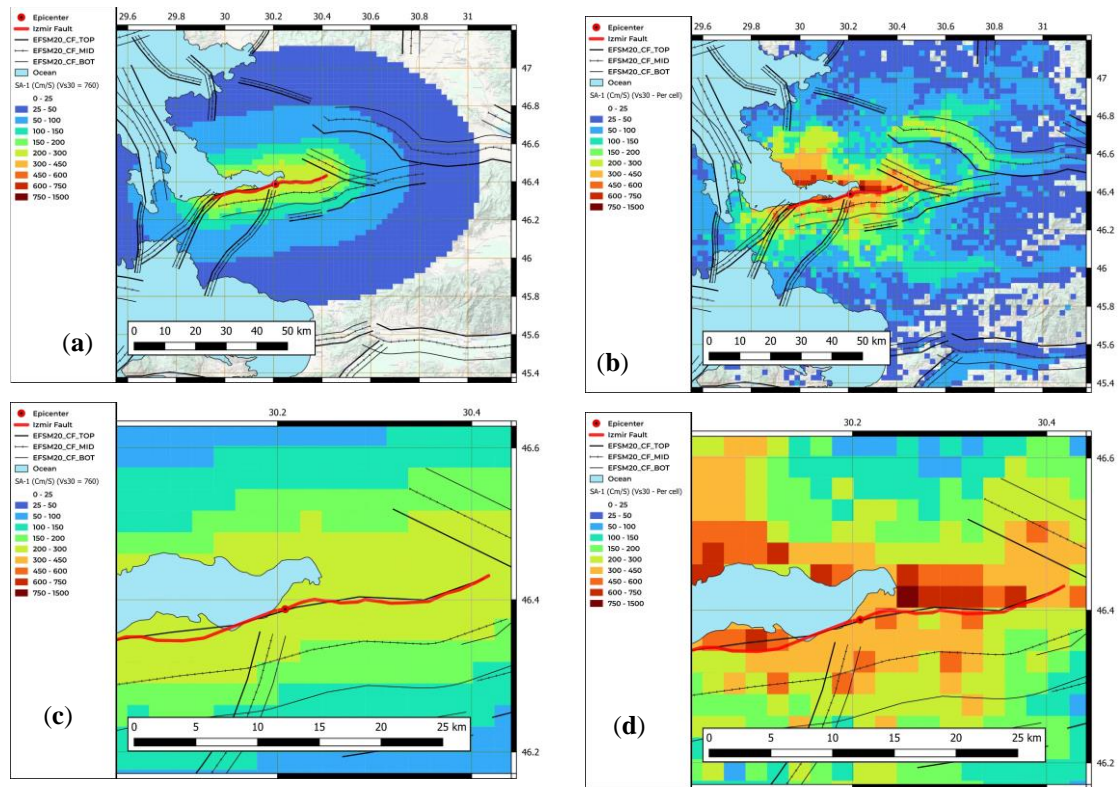 Epicenter
Izmir Fault
EFSM20_CF_TOP
EFSM20_CF_MID
EFSM20_CF_BOT
Ocean
SA-1 (Cm/S) (Vs30 = 760)
0 - 25
25 - 50
50 - 100
100 - 150
150 - 200
200 - 300
300 - 450
450 - 600
600 - 750
750 - 1500
29.6 29.8 30 30.2 30.4 30.6 30.8 31
47
46.8
46.6
46.4
46.2
46
45.8
45.6
45.4
(a)
0 10 20 30 40 50 km
Epicenter
Izmir Fault
EFSM20_CF_TOP
EFSM20_CF_MID
EFSM20_CF_BOT
Ocean
SA-1 (Cm/S) (Vs30 - Per cell)
0 - 25
25 - 50
50 - 100
100 - 150
150 - 200
200 - 300
300 - 450
450 - 600
600 - 750
750 - 1500
29.6 29.8 30 30.2 30.4 30.6 30.8 31
47
46.8
46.6
46.4
46.2
46
45.8
45.6
45.4
(b)
0 10 20 30 40 50 km
Epicenter
Izmir Fault
EFSM20_CF_TOP
EFSM20_CF_MID
EFSM20_CF_BOT
Ocean
SA-1 (Cm/S) (Vs30 = 760)
0 - 25
25 - 50
50 - 100
100 - 150
150 - 200
200 - 300
300 - 450
450 - 600
600 - 750
750 - 1500
30.2 30.4
46.6
46.4
46.2
(c)
0 5 10 15 20 25 km
Epicenter
Izmir Fault
EFSM20_CF_TOP
EFSM20_CF_MID
EFSM20_CF_BOT
Ocean
SA-1 (Cm/S) (Vs30 - Per cell)
0 - 25
25 - 50
50 - 100
100 - 150
150 - 200
200 - 300
300 - 450
450 - 600
600 - 750
750 - 1500
30.2 30.4
46.6
46.4
46.2
(d)
0 5 10 15 20 25 km